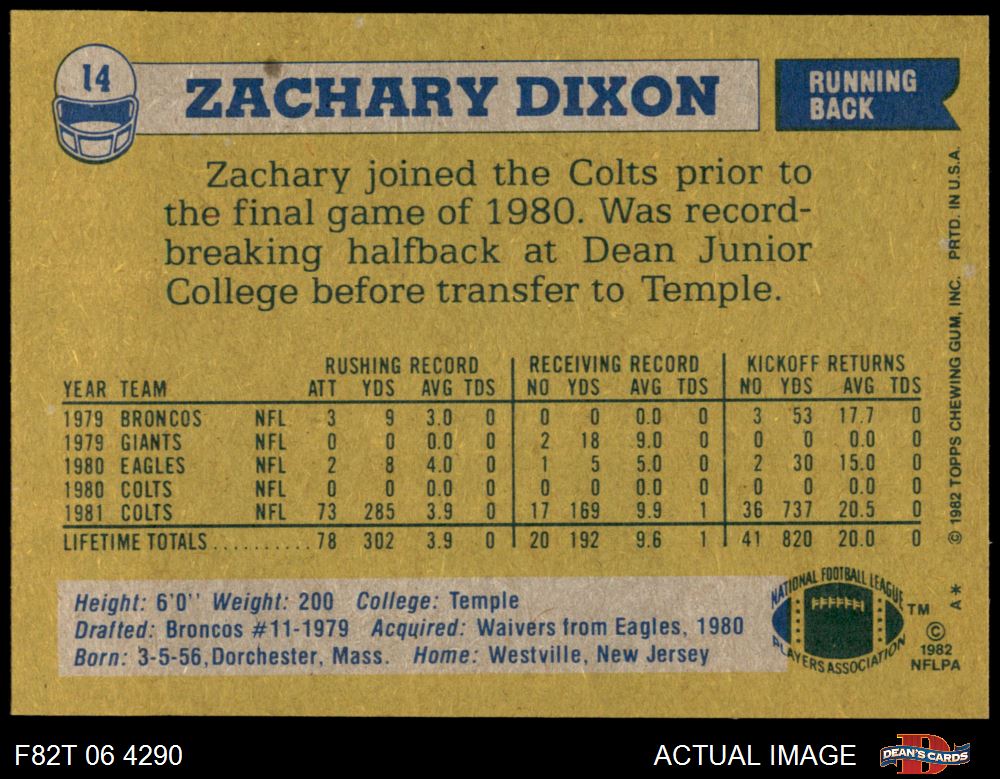 14
ZACHARY DIXON
RUNNING
BACK
Zachary joined the Colts prior to
the final game of 1980. Was record-
breaking halfback at Dean Junior
College before transfer to Temple.
RUSHING RECORD RECEIVING RECORD KICKOFF RETURNS
YEAR TEAM ATT YDS AVG TDS NO YDS AVG TDS NO YDS AVG TDS
1979 BRONCOS NFL 3 9 3.0 0 0 0 0.0 0 3 53 17.7 0
1979 GIANTS NFL 0 0 0.0 0 2 18 9.0 0 0 0 0.0 0
1980 EAGLES NFL 2 8 4.0 0 1 5 5.0 0 2 30 15.0 0
1980 COLTS NFL 0 0 0.0 0 0 0 0.0 0 0 0 0.0 0
1981 COLTS NFL 73 285 3.9 0 17 169 9.9 1 36 737 20.5 0
LIFETIME TOTALS.......... 78 302 3.9 0 20 192 9.6 1 41 820 20.0 0
Height: 6'0" Weight: 200 College: Temple
Drafted: Broncos #11-1979 Acquired: Waivers from Eagles, 1980
Born: 3-5-56, Dorchester, Mass. Home: Westville, New Jersey
NATIONAL FOOTBALL LEAGUE
PLAYERS ASSOCIATION
TM
©
1982
NFLPA
A*
© 1982 TOPPS CHEWING GUM, INC. PRTD. IN U.S.A.
F82T 06 4290
ACTUAL IMAGE
D
DEAN'S CARDS